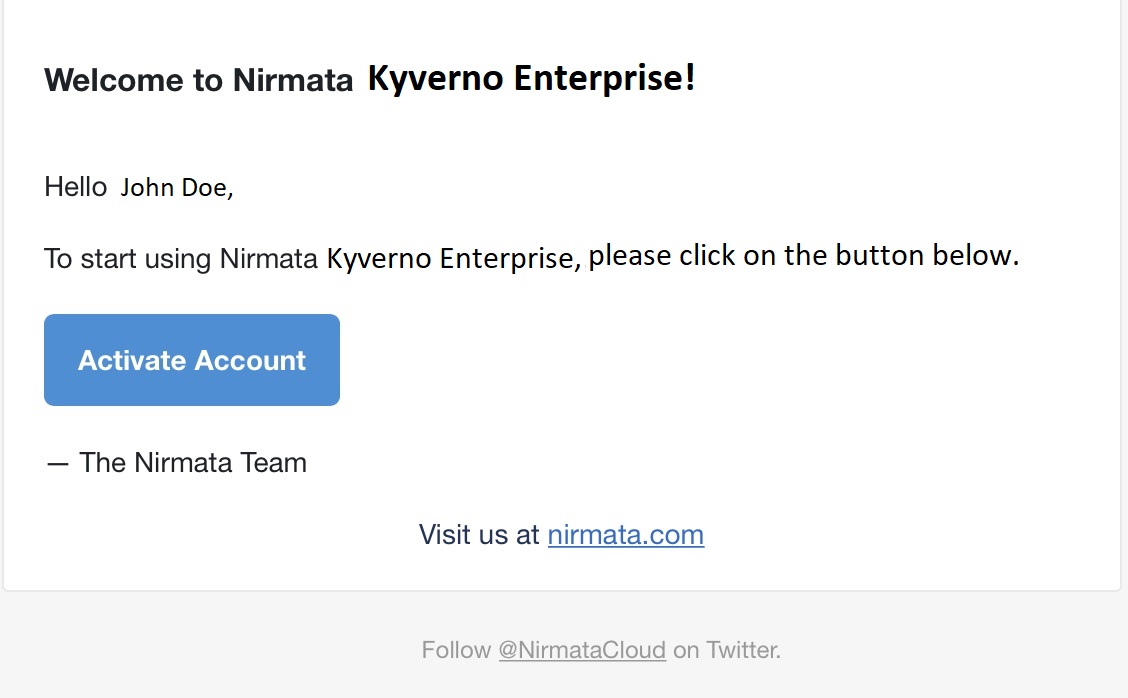 Welcome to Nirmata Kyverno Enterprise!
Hello John Doe,
To start using Nirmata Kyverno Enterprise, please click on the button below.
Activate Account
— The Nirmata Team
Visit us at nirmata.com
Follow @NirmataCloud on Twitter.